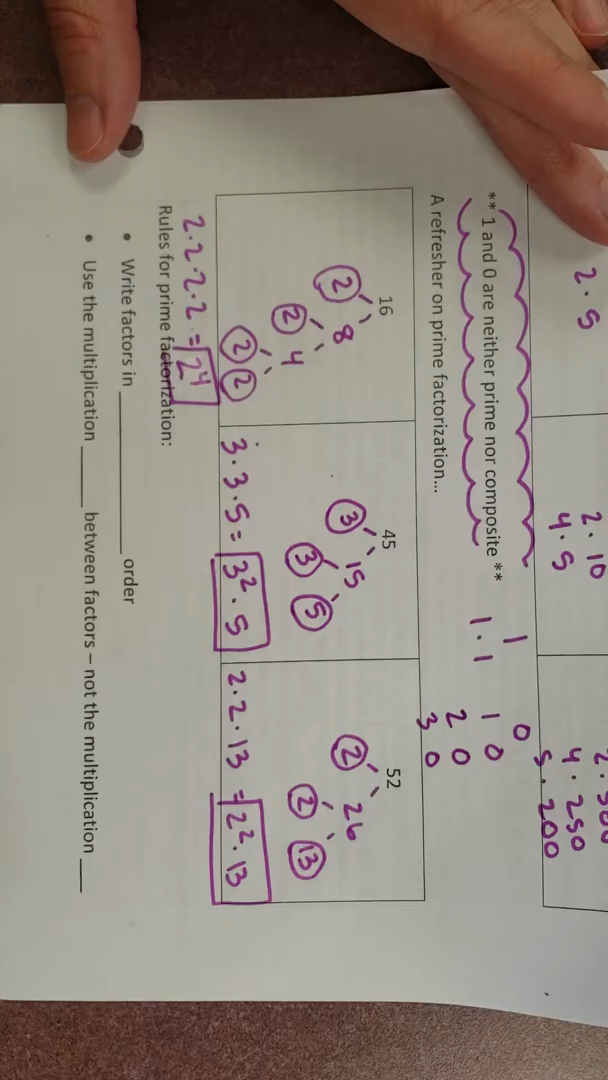 2 · 5
2 · 10
4 · 5
4 · 250
5 · 200
** 1 and 0 are neither prime nor composite **
1
1 · 1
0
1 0
2 0
3 0
A refresher on prime factorization...
16
2 8
2 4
2 2
2 · 2 · 2 · 2 = 2⁴
45
3 15
3 5
3 · 3 · 5 = 3² · 5
52
2 26
2 13
2 · 2 · 13 = 2² · 13
Rules for prime factorization:
• Write factors in ______________ order
• Use the multiplication _____ between factors – not the multiplication ___